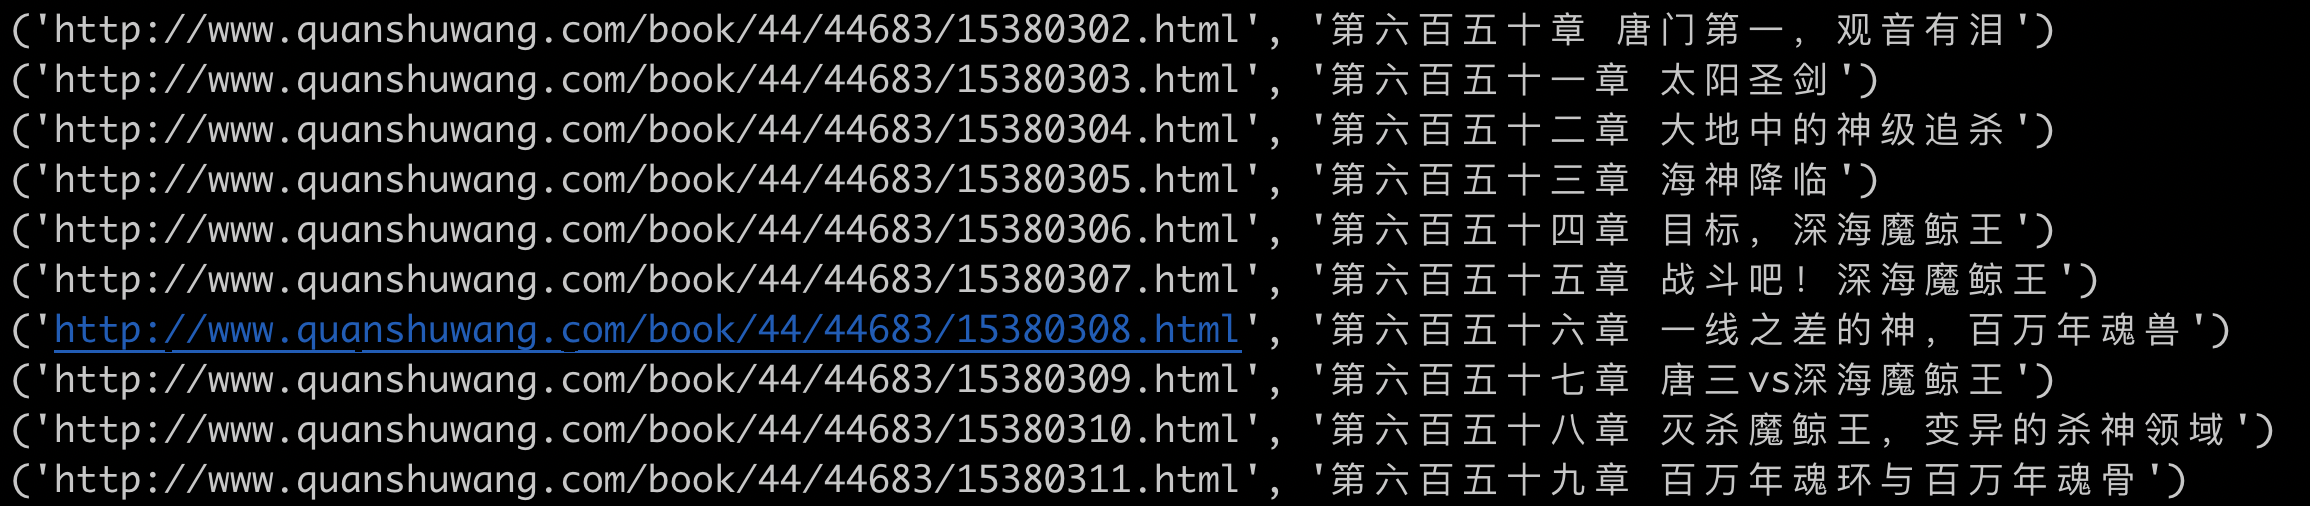 ('http://www.quanshuwang.com/book/44/44683/15380302.html', '第六百五十章 唐门第一，观音有泪')
('http://www.quanshuwang.com/book/44/44683/15380303.html', '第六百五十一章 太阳圣剑')
('http://www.quanshuwang.com/book/44/44683/15380304.html', '第六百五十二章 大地中的神级追杀')
('http://www.quanshuwang.com/book/44/44683/15380305.html', '第六百五十三章 海神降临')
('http://www.quanshuwang.com/book/44/44683/15380306.html', '第六百五十四章 目标，深海魔鲸王')
('http://www.quanshuwang.com/book/44/44683/15380307.html', '第六百五十五章 战斗吧！深海魔鲸王')
('http://www.quanshuwang.com/book/44/44683/15380308.html', '第六百五十六章 一线之差的神，百万年魂兽')
('http://www.quanshuwang.com/book/44/44683/15380309.html', '第六百五十七章 唐三vs深海魔鲸王')
('http://www.quanshuwang.com/book/44/44683/15380310.html', '第六百五十八章 灭杀魔鲸王，变异的杀神领域')
('http://www.quanshuwang.com/book/44/44683/15380311.html', '第六百五十九章 百万年魂环与百万年魂骨')